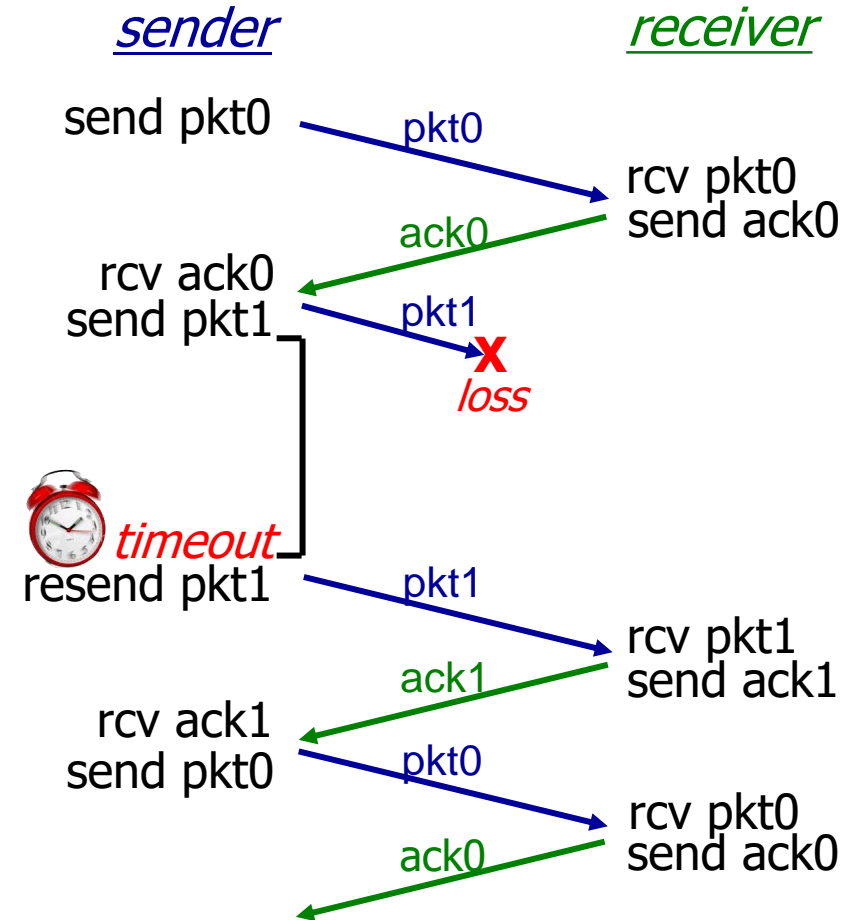 sender
receiver
send pkt0
pkt0
rcv pkt0
send ack0
ack0
rcv ack0
send pkt1
pkt1
X
loss
timeout
resend pkt1
pkt1
rcv pkt1
send ack1
ack1
rcv ack1
send pkt0
pkt0
rcv pkt0
send ack0
ack0